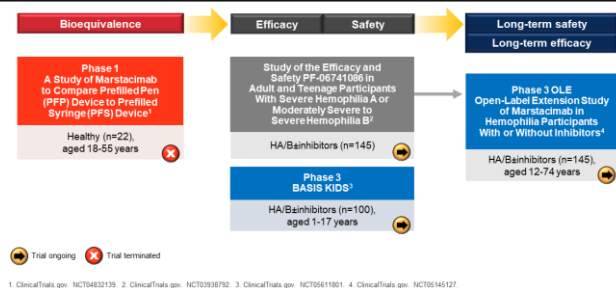 Bioequivalence
Efficacy
Safety
Long-term safety
Long-term efficacy
Phase 1
A Study of Marstacimab
to Compare Prefilled Pen
(PFP) Device to Prefilled
Syringe(PFS) Device1
Healthy (n=22),
aged 18-55 years
Study of the Efficacy and
Safety PF-06741086 in
Adult and Teenage Participants
With Severe Hemophilia A or
Moderately Severe to
Severe Hemophilia B2
HA/B±inhibitors (n=145)
Phase 3
BASIS KIDS3
HA/B±inhibitors (n=100),
aged 1-17 years
Phase 3 OLE
Open-Label Extension Study
of Marstacimab in
Hemophilia Participants
With or Without Inhibitors4
HA/B±inhibitors (n=145),
aged 12-74 years
Trial ongoing
Trial terminated
1. ClinicalTrials.gov. NCT04832139. 2. ClinicalTrials.gov. NCT03938792. 3. ClinicalTrials.gov. NCT05611801. 4. ClinicalTrials.gov. NCT05145127.